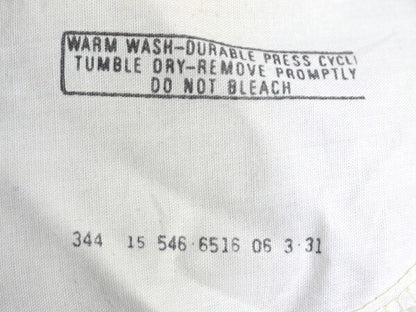 WARM WASH-DURABLE PRESS CYCL
TUMBLE DRY-REMOVE PROMPTLY
DO NOT BLEACH
344 15 546·6516 06 3·31